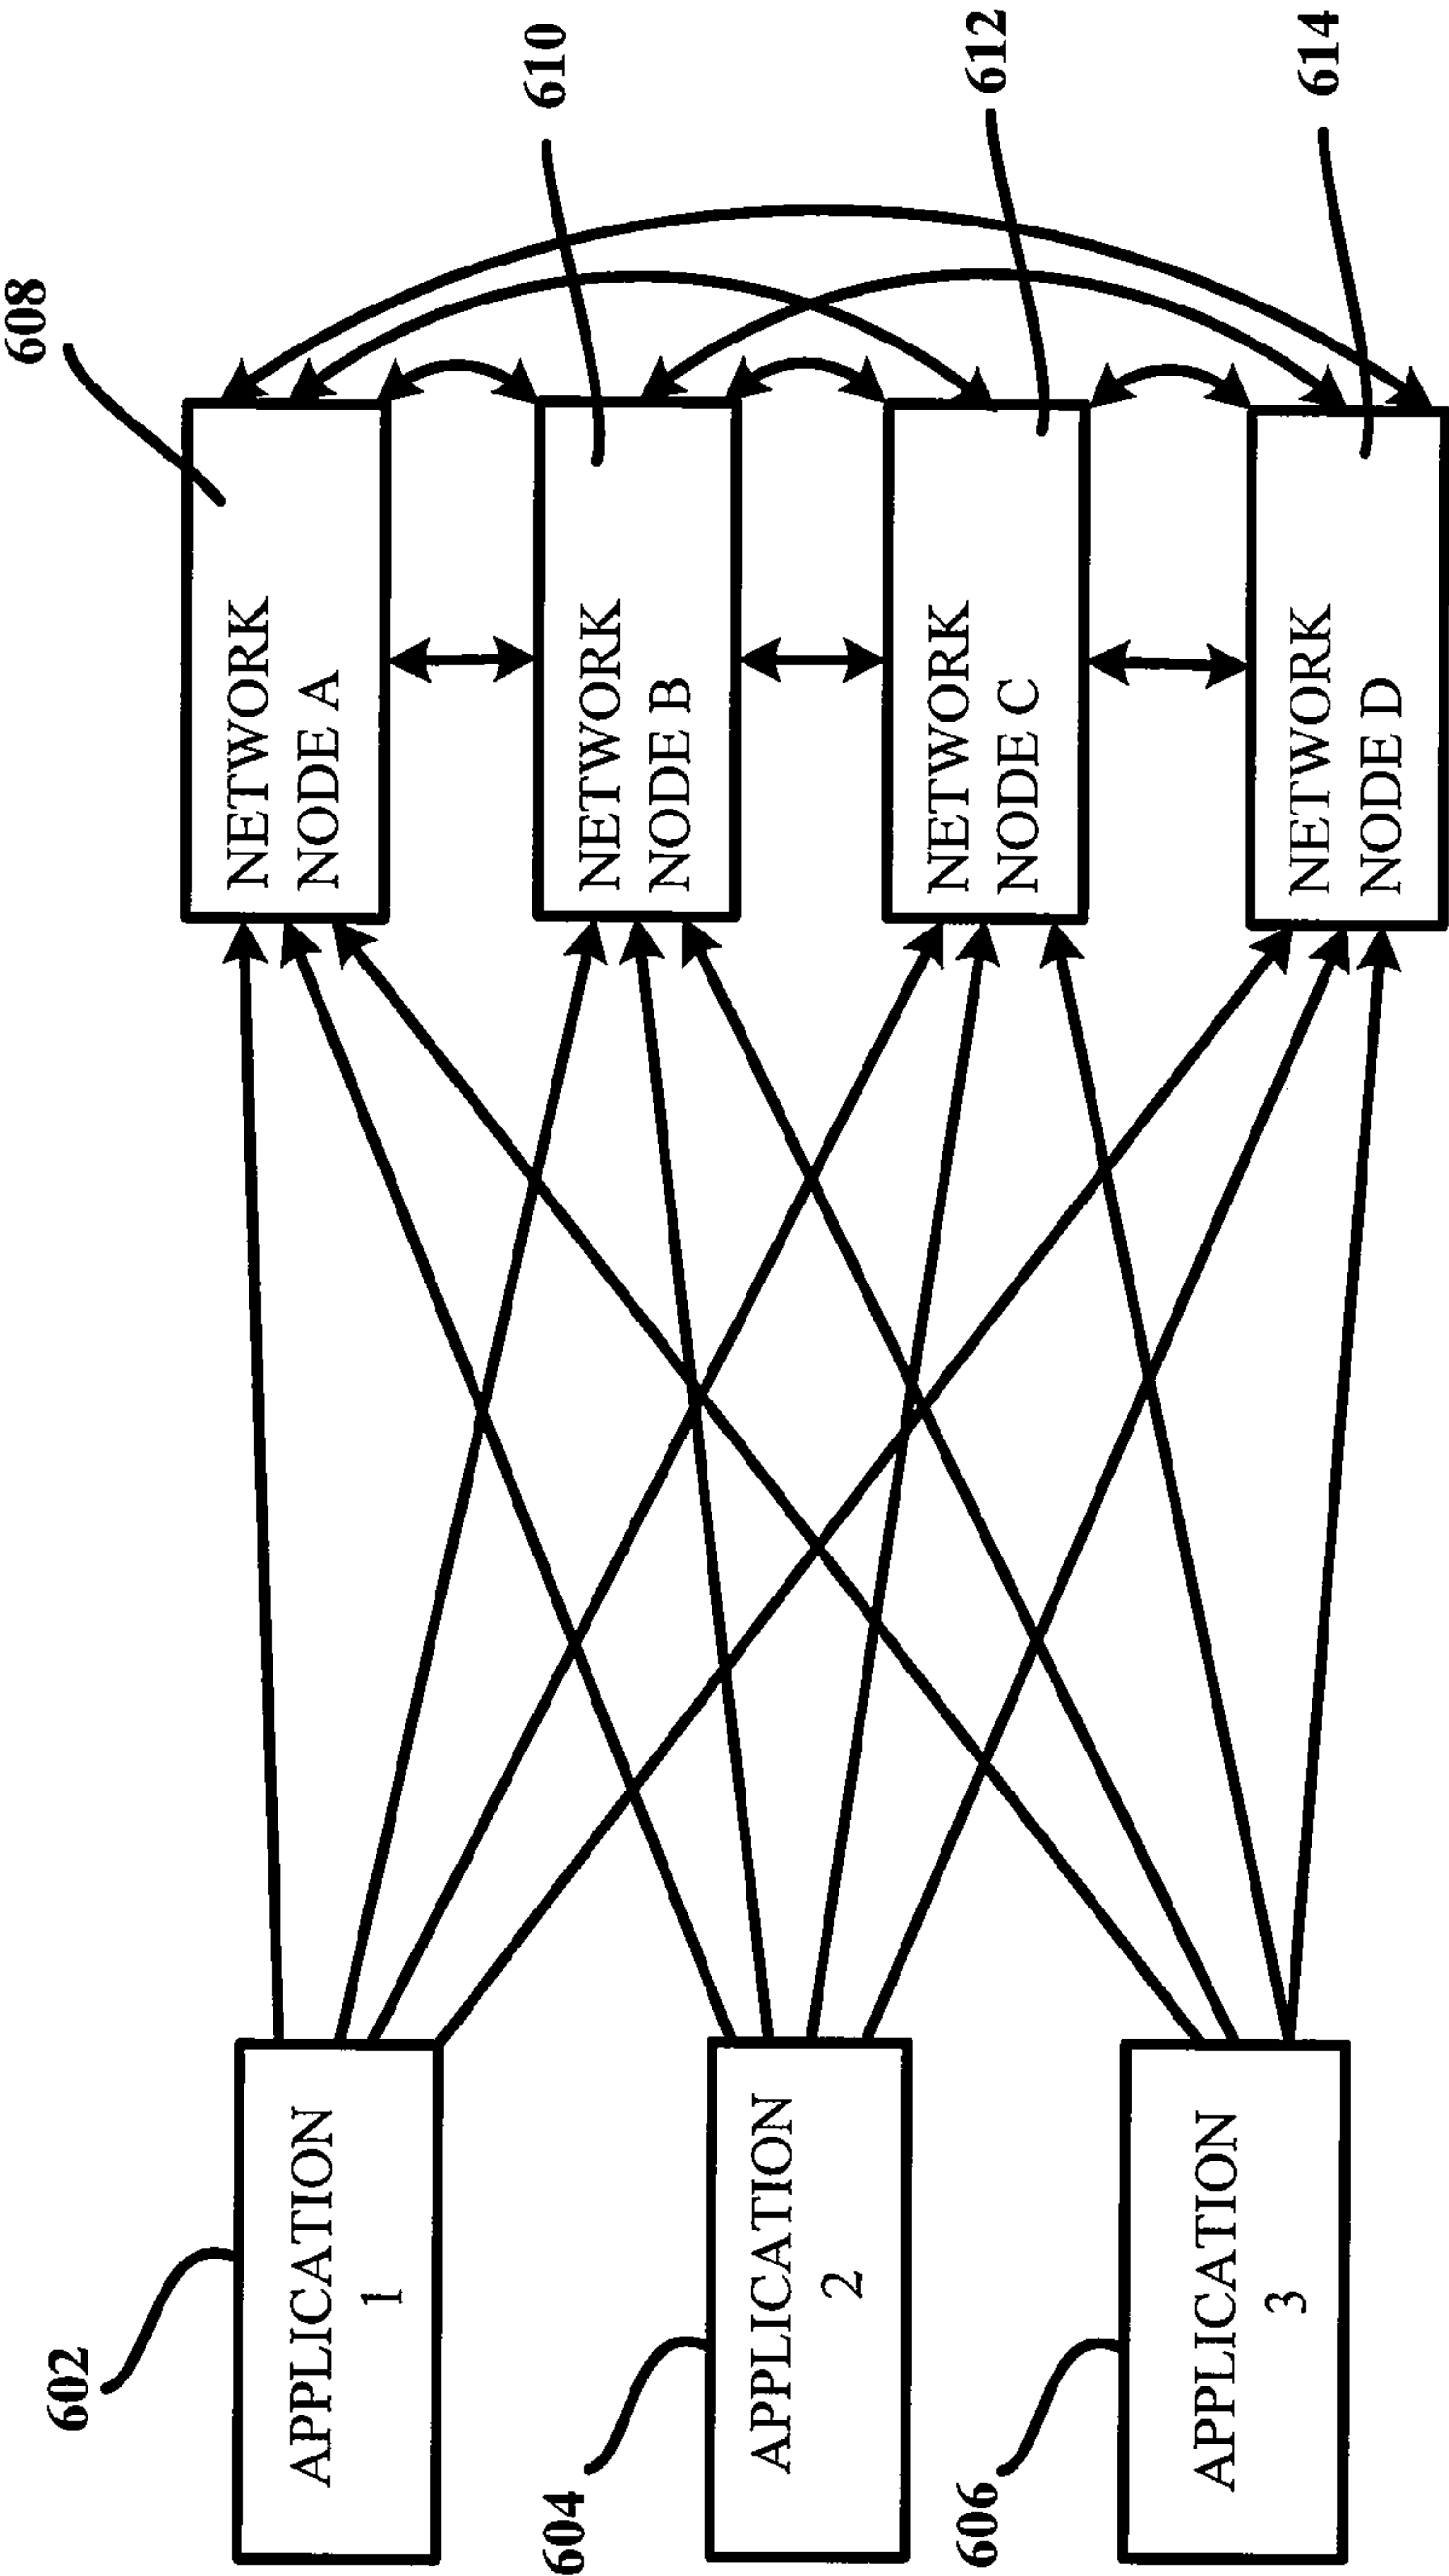 602
APPLICATION
1
604
APPLICATION
2
606
APPLICATION
3
608
NETWORK
NODE A
610
NETWORK
NODE B
612
NETWORK
NODE C
614
NETWORK
NODE D